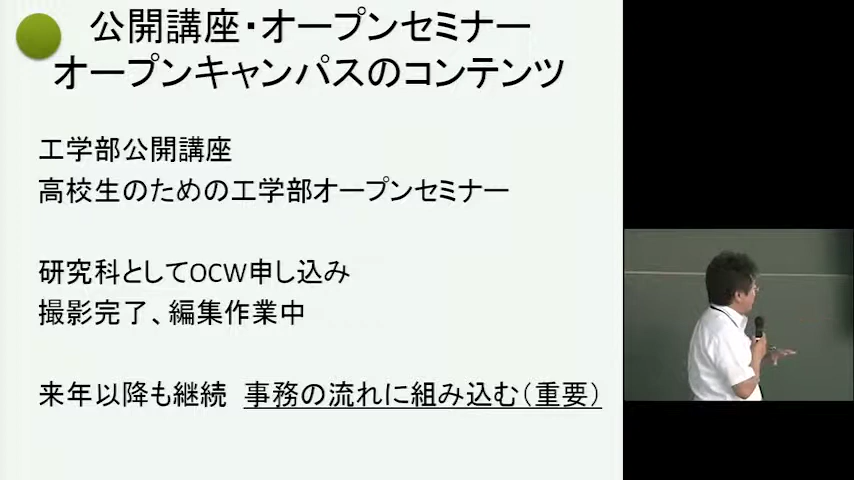 公開講座・オープンセミナー
オープンキャンパスのコンテンツ
工学部公開講座
高校生のための工学部オープンセミナー
研究科としてOCW申し込み
撮影完了、編集作業中
来年以降も継続 事務の流れに組み込む（重要）